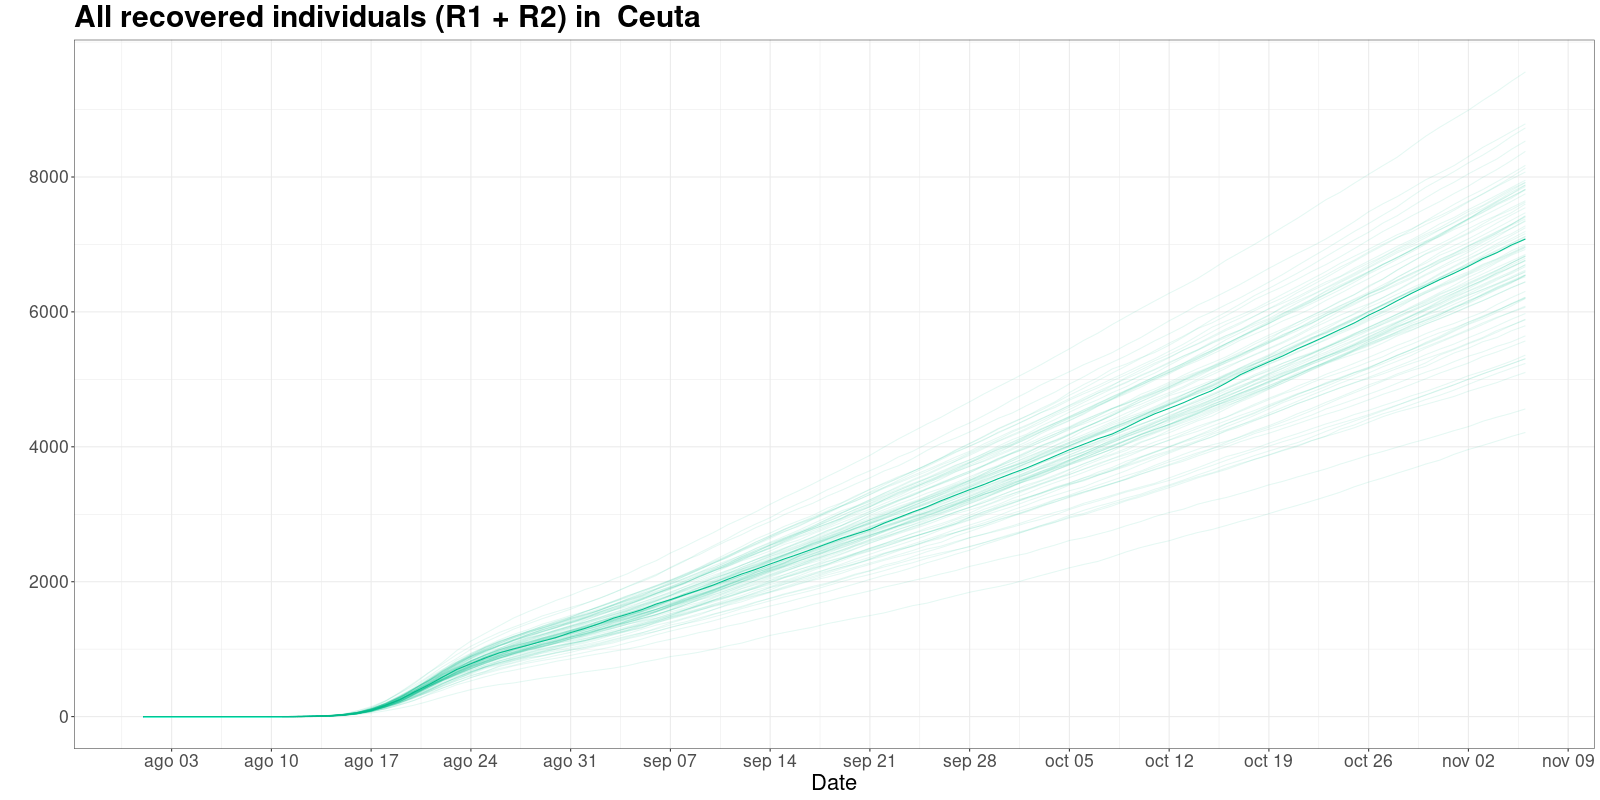 All recovered individuals (R1 + R2) in  Ceuta
8000
6000
4000
2000
0
ago 03 ago 10 ago 17 ago 24 ago 31 sep 07 sep 14 sep 21 sep 28 oct 05 oct 12 oct 19 oct 26 nov 02 nov 09
Date